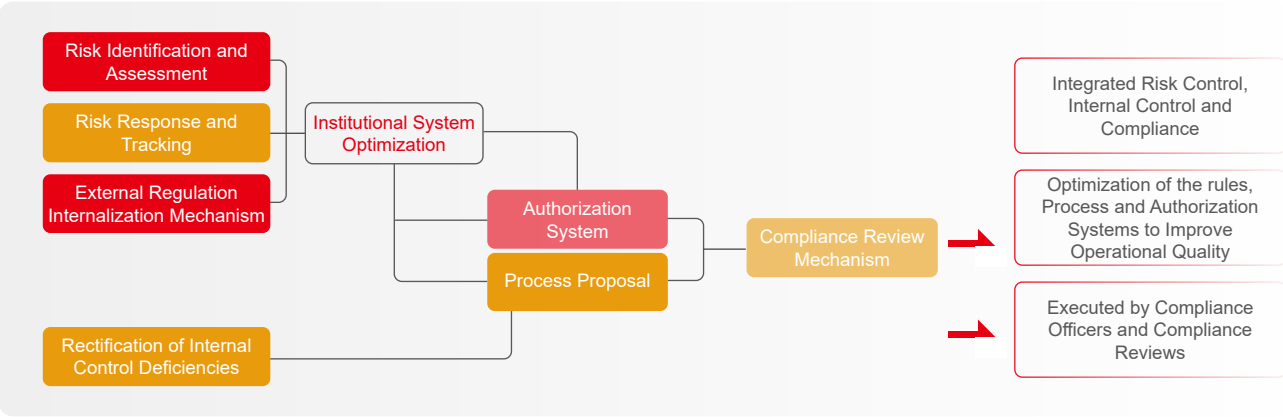 Risk Identification and
Assessment
Risk Response and
Tracking
External Regulation
Internalization Mechanism
Rectification of Internal
Control Deficiencies
Institutional System
Optimization
Authorization
System
Process Proposal
Compliance Review
Mechanism
Integrated Risk Control,
Internal Control and
Compliance
Optimization of the rules,
Process and Authorization
Systems to Improve
Operational Quality
Executed by Compliance
Officers and Compliance
Reviews